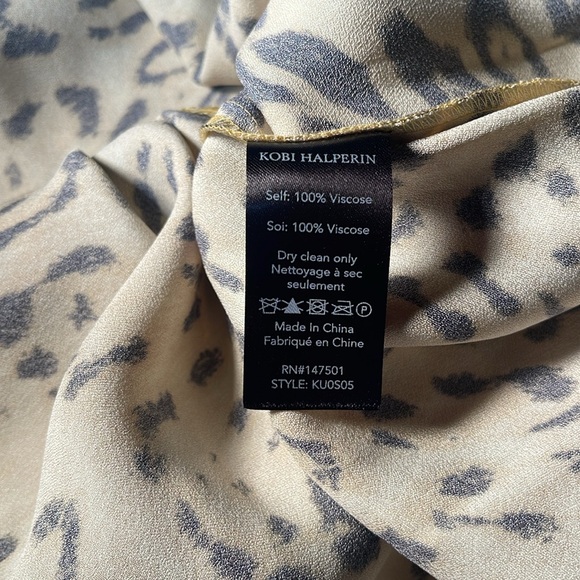 KOBI HALPERIN
Self: 100% Viscose
Soi: 100% Viscose
Dry clean only
Nettoyage à sec
seulement
P
Made In China
Fabriqué en Chine
RN#147501
STYLE: KU0S05